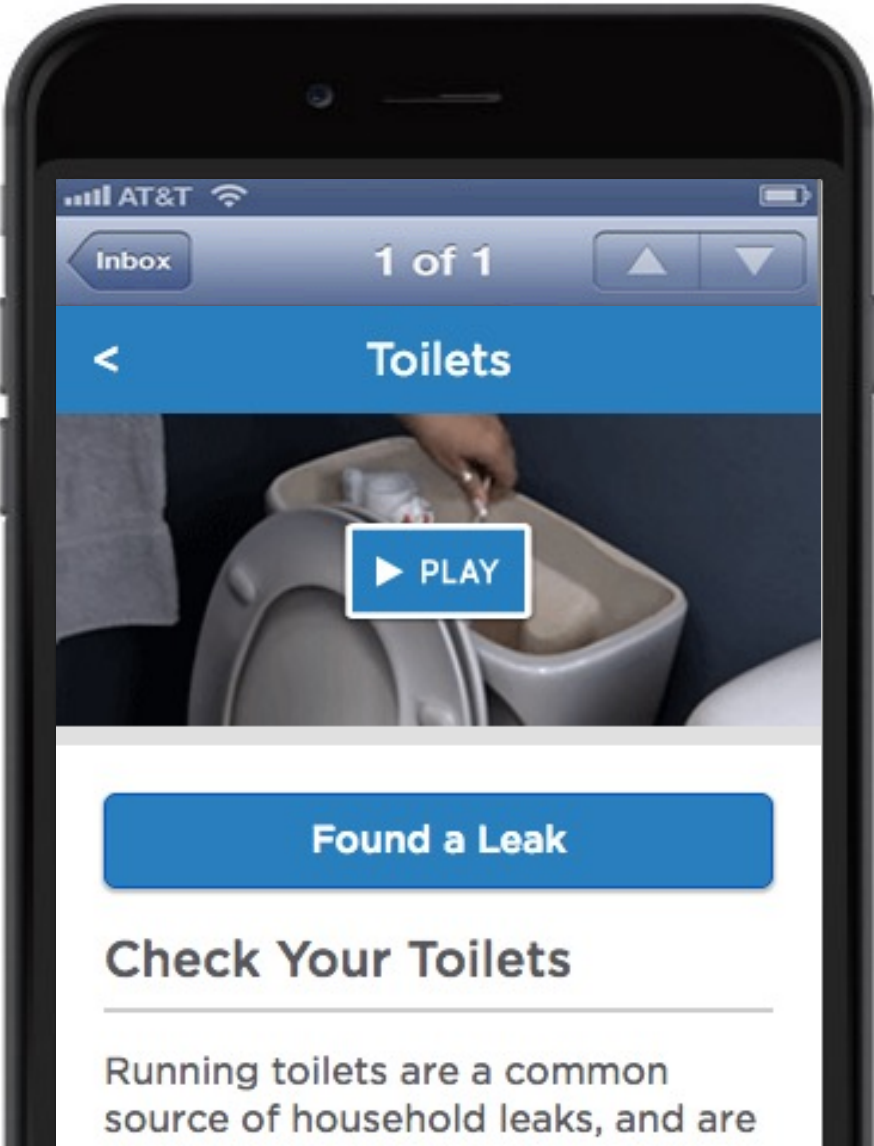 AT&T
Inbox
1 of 1
< Toilets
PLAY
Found a Leak
Check Your Toilets
Running toilets are a common
source of household leaks, and are